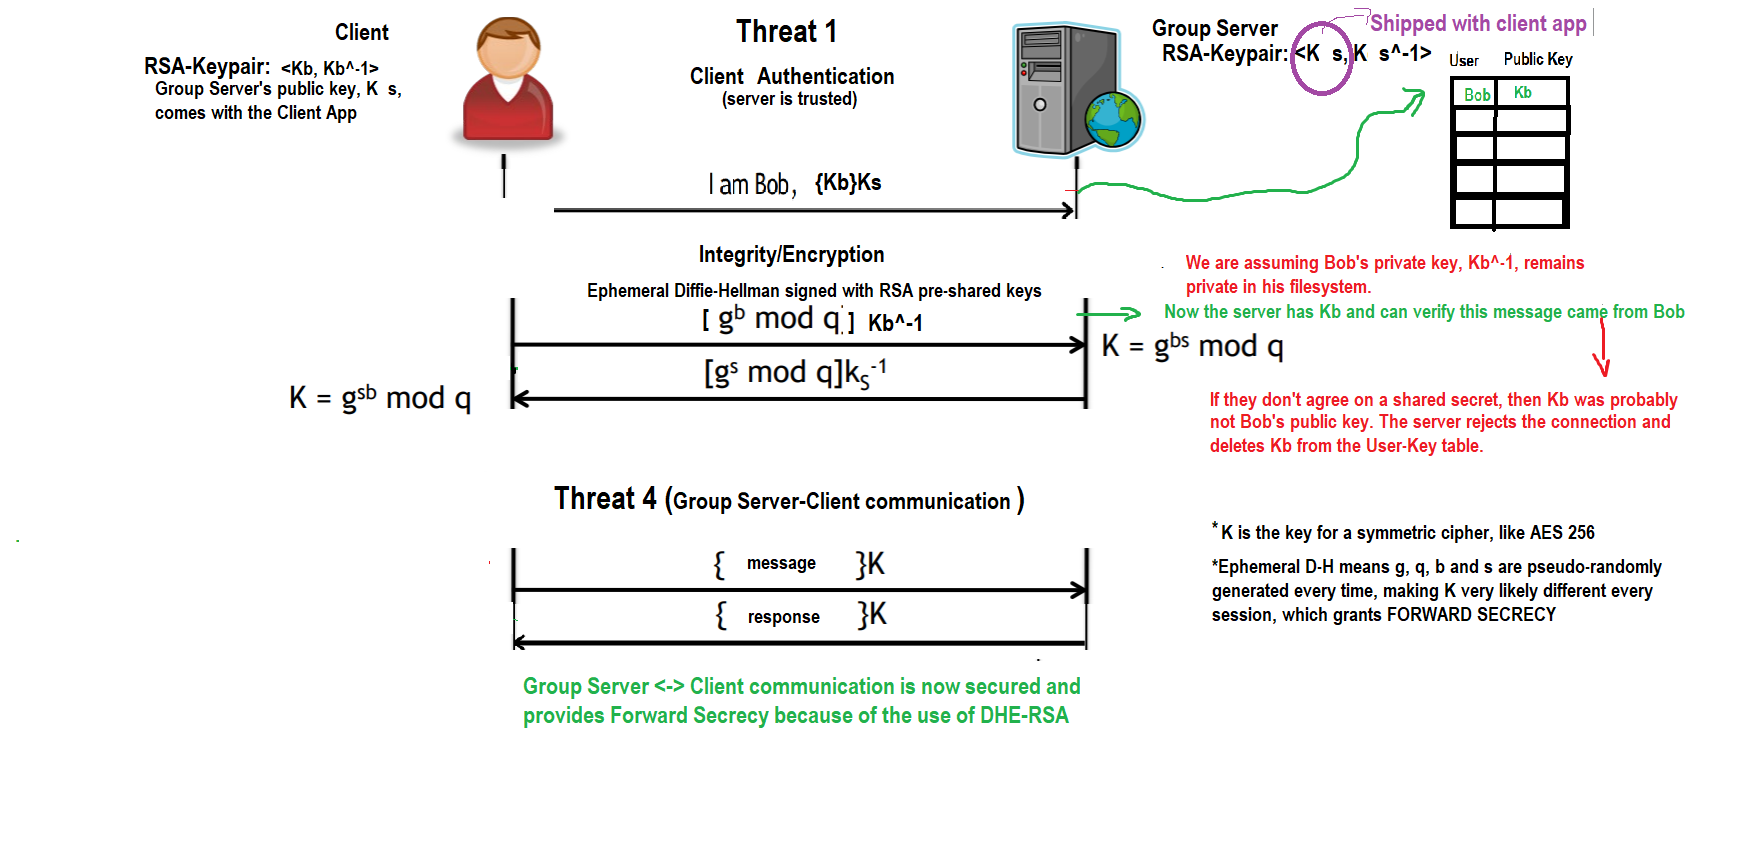 Client
RSA-Keypair: <Kb, Kb^-1>
Group Server's public key, K s,
comes with the Client App
Threat 1
Client Authentication
(server is trusted)
Group Server
RSA-Keypair: <K s, K s^-1>
Shipped with client app
User Public Key
Bob Kb
I am Bob, {Kb}Ks
Integrity/Encryption
Ephemeral Diffie-Hellman signed with RSA pre-shared keys
[ gᵇ mod q ] Kb^-1
We are assuming Bob's private key, Kb^-1, remains
private in his filesystem.
Now the server has Kb and can verify this message came from Bob
K = gᵇˢ mod q
[gˢ mod q]kₛ⁻¹
K = gˢᵇ mod q
If they don't agree on a shared secret, then Kb was probably
not Bob's public key. The server rejects the connection and
deletes Kb from the User-Key table.
Threat 4 (Group Server-Client communication )
{ message }K
{ response }K
* K is the key for a symmetric cipher, like AES 256
*Ephemeral D-H means g, q, b and s are pseudo-randomly
generated every time, making K very likely different every
session, which grants FORWARD SECRECY
Group Server <-> Client communication is now secured and
provides Forward Secrecy because of the use of DHE-RSA